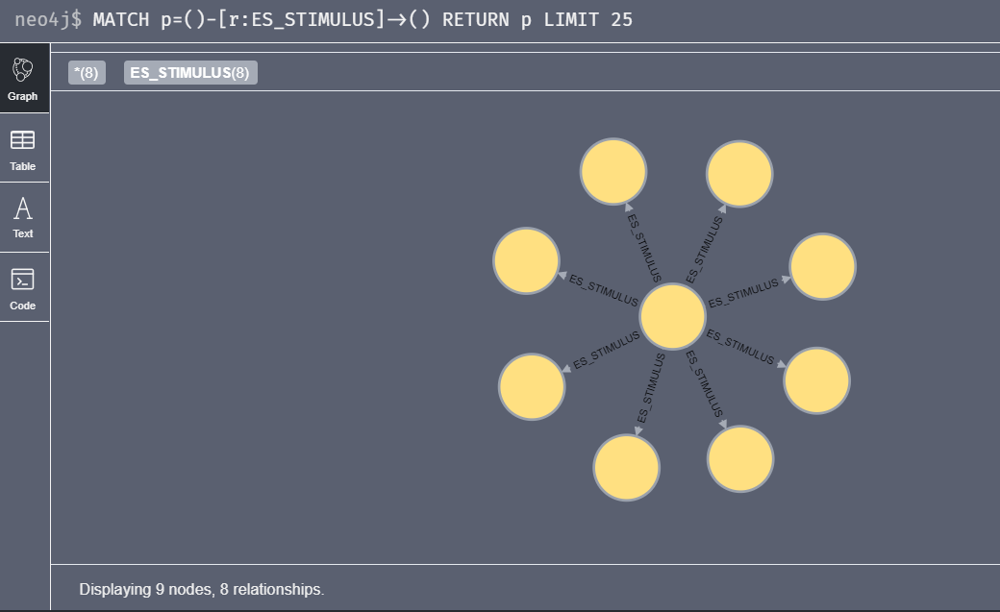 neo4j$ MATCH p=()-[r:ES_STIMULUS]→() RETURN p LIMIT 25
*(8) ES_STIMULUS(8)
Graph
Table
A
Text
Code
ES_STIMULUS
ES_STIMULUS
ES_STIMULUS
ES_STIMULUS
ES_STIMULUS
ES_STIMULUS
ES_STIMULUS
ES_STIMULUS
Displaying 9 nodes, 8 relationships.